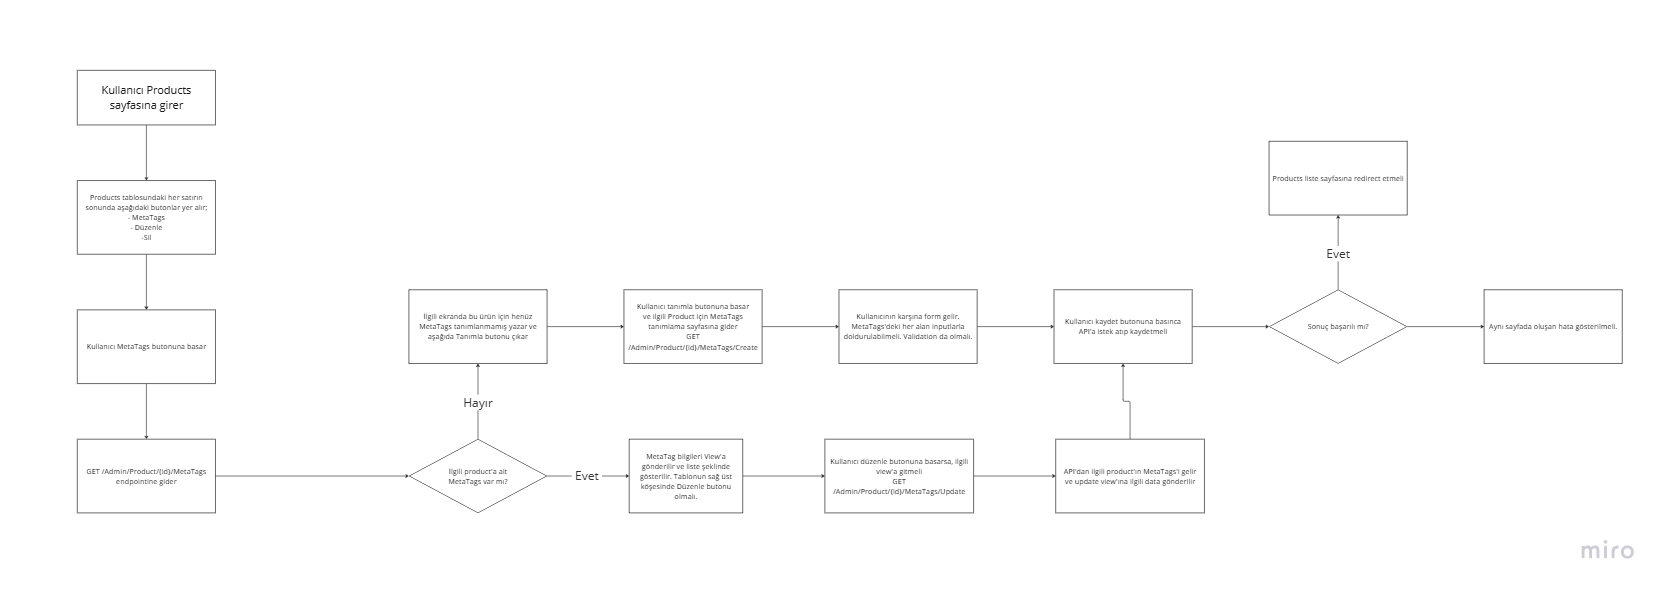 Kullanıcı Products
sayfasına girer
Products tablosundaki her satırın
sonunda aşağıdaki butonlar yer alır;
- MetaTags
- Düzenle
-Sil
Kullanıcı MetaTags butonuna basar
GET /Admin/Product/{id}/MetaTags
endpointine gider
İlgili product'a ait
MetaTags var mı?
Hayır
İlgili ekranda bu ürün için henüz
MetaTags tanımlanmamış yazar ve
aşağıda Tanımla butonu çıkar
Kullanıcı tanımla butonuna basar
ve ilgili Product için MetaTags
tanımlama sayfasına gider
GET
/Admin/Product/{id}/MetaTags/Create
Kullanıcının karşına form gelir.
MetaTags'deki her alan inputlarla
doldurulabilmeli. Validation da olmalı.
Evet
MetaTag bilgileri View'a
gönderilir ve liste şeklinde
gösterilir. Tablonun sağ üst
köşesinde Düzenle butonu
olmalı.
Kullanıcı düzenle butonuna basarsa, ilgili
view'a gitmeli
GET
/Admin/Product/{id}/MetaTags/Update
API'dan ilgili product'ın MetaTags'i gelir
ve update view'ına ilgili data gönderilir
Kullanıcı kaydet butonuna basınca
API'a istek atıp kaydetmeli
Sonuç başarılı mı?
Evet
Products liste sayfasına redirect etmeli
Aynı sayfada oluşan hata gösterilmeli.
miro